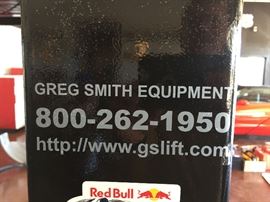 GREG SMITH EQUIPMENT
800-262-1950
http://www.gslift.com
Red Bull